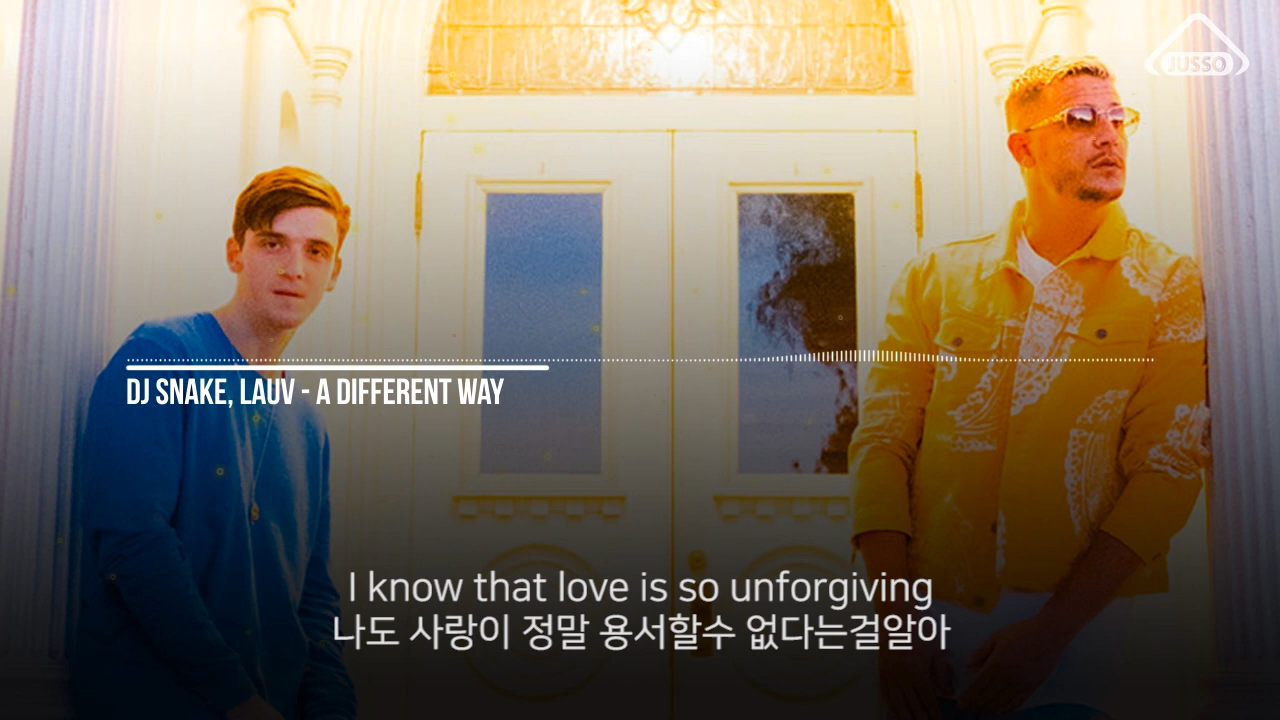 JUSSO
DJ SNAKE, LAUV - A DIFFERENT WAY
I know that love is so unforgiving
나도 사랑이 정말 용서할수 없다는걸알아